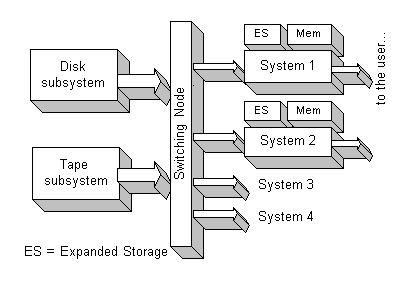 Disk
subsystem
Tape
subsystem
Switching Node
ES
Mem
System 1
ES
Mem
System 2
System 3
System 4
to the user...
ES = Expanded Storage